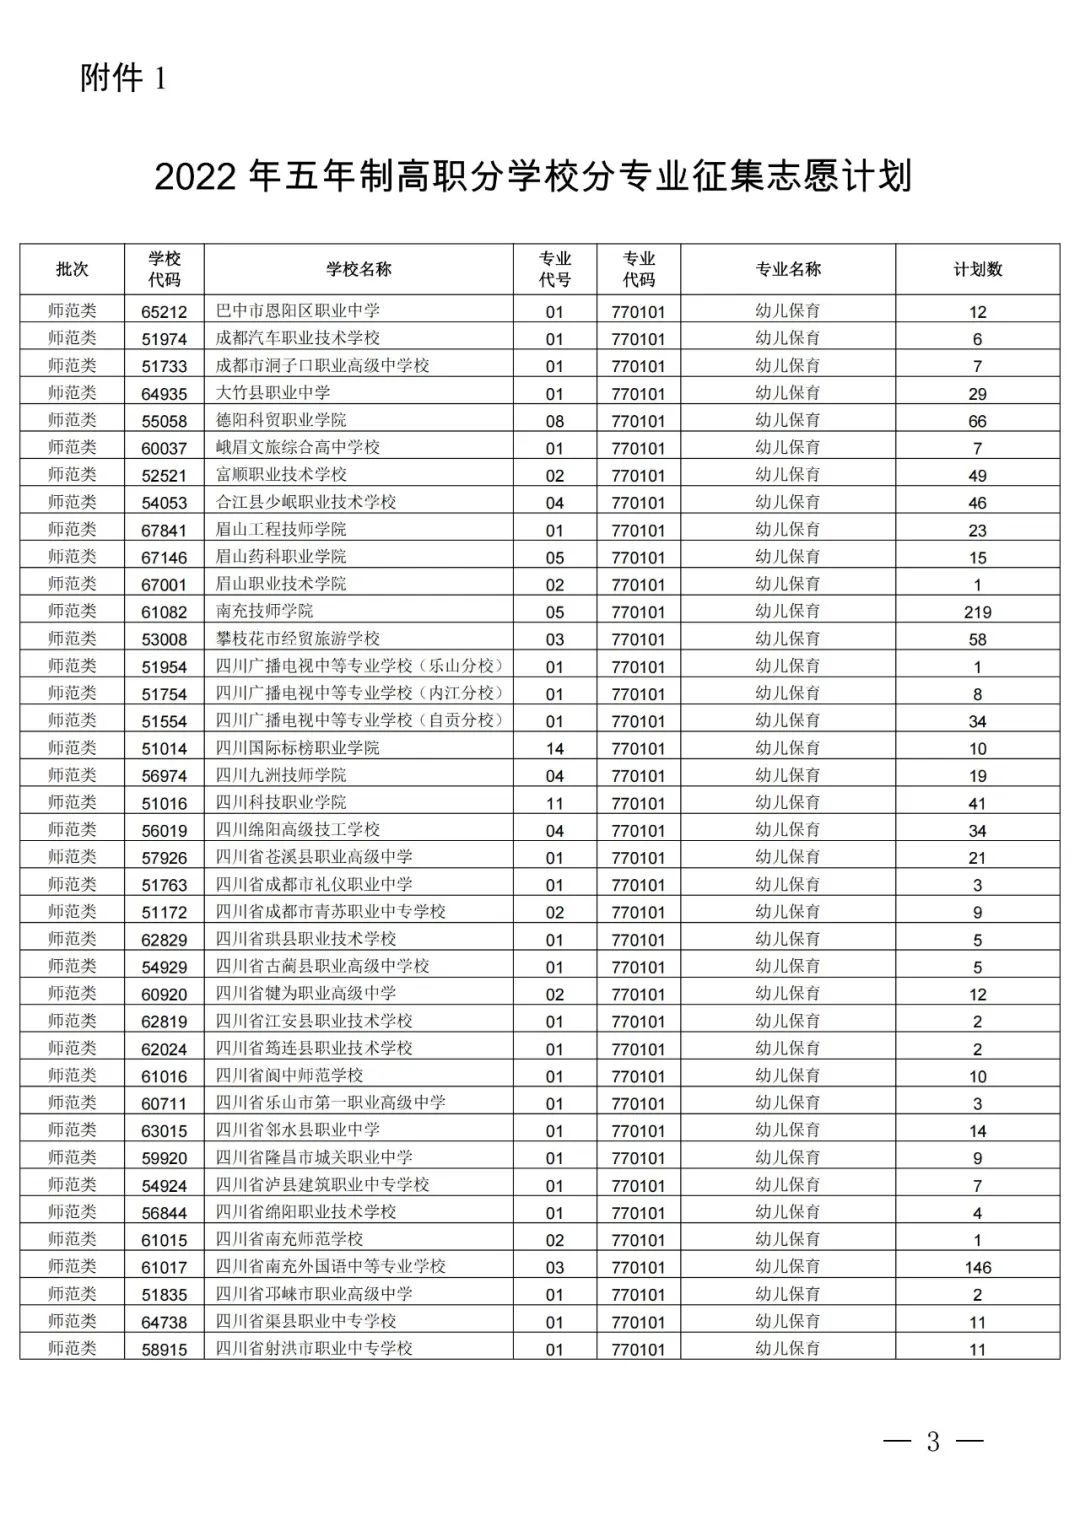 附件 1
2022 年五年制高职分学校分专业征集志愿计划
批次 学校代码 学校名称 专业代号 专业代码 专业名称 计划数
师范类 65212 巴中市恩阳区职业中学 01 770101 幼儿保育 12
师范类 51974 成都汽车职业技术学校 01 770101 幼儿保育 6
师范类 51733 成都市洞子口职业高级中学校 01 770101 幼儿保育 7
师范类 64935 大竹县职业中学 01 770101 幼儿保育 29
师范类 55058 德阳科贸职业学院 08 770101 幼儿保育 66
师范类 60037 峨眉文旅综合高中学校 01 770101 幼儿保育 7
师范类 52521 富顺职业技术学校 02 770101 幼儿保育 49
师范类 54053 合江县少岷职业技术学校 04 770101 幼儿保育 46
师范类 67841 眉山工程技师学院 01 770101 幼儿保育 23
师范类 67146 眉山药科职业学院 05 770101 幼儿保育 15
师范类 67001 眉山职业技术学院 02 770101 幼儿保育 1
师范类 61082 南充技师学院 05 770101 幼儿保育 219
师范类 53008 攀枝花市经贸旅游学校 03 770101 幼儿保育 58
师范类 51954 四川广播电视中等专业学校（乐山分校） 01 770101 幼儿保育 1
师范类 51754 四川广播电视中等专业学校（内江分校） 01 770101 幼儿保育 8
师范类 51554 四川广播电视中等专业学校（自贡分校） 01 770101 幼儿保育 34
师范类 51014 四川国际标榜职业学院 14 770101 幼儿保育 10
师范类 56974 四川九洲技师学院 04 770101 幼儿保育 19
师范类 51016 四川科技职业学院 11 770101 幼儿保育 41
师范类 56019 四川绵阳高级技工学校 04 770101 幼儿保育 34
师范类 57926 四川省苍溪县职业高级中学 01 770101 幼儿保育 21
师范类 51763 四川省成都市礼仪职业中学 01 770101 幼儿保育 3
师范类 51172 四川省成都市青苏职业中专学校 02 770101 幼儿保育 9
师范类 62829 四川省珙县职业技术学校 01 770101 幼儿保育 5
师范类 54929 四川省古蔺县职业高级中学校 01 770101 幼儿保育 5
师范类 60920 四川省犍为职业高级中学 02 770101 幼儿保育 12
师范类 62819 四川省江安县职业技术学校 01 770101 幼儿保育 2
师范类 62024 四川省筠连县职业技术学校 01 770101 幼儿保育 2
师范类 61016 四川省阆中师范学校 01 770101 幼儿保育 10
师范类 60711 四川省乐山市第一职业高级中学 01 770101 幼儿保育 3
师范类 63015 四川省邻水县职业中学 01 770101 幼儿保育 14
师范类 59920 四川省隆昌市城关职业中学 01 770101 幼儿保育 9
师范类 54924 四川省泸县建筑职业中专学校 01 770101 幼儿保育 7
师范类 56844 四川省绵阳职业技术学校 01 770101 幼儿保育 4
师范类 61015 四川省南充师范学校 02 770101 幼儿保育 1
师范类 61017 四川省南充外国语中等专业学校 03 770101 幼儿保育 146
师范类 51835 四川省邛崃市职业高级中学 01 770101 幼儿保育 2
师范类 64738 四川省渠县职业中专学校 01 770101 幼儿保育 11
师范类 58915 四川省射洪市职业中专学校 01 770101 幼儿保育 11
— 3 —